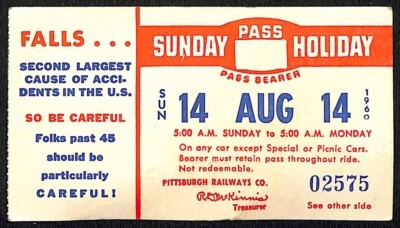 FALLS . . .
SECOND LARGEST
CAUSE OF ACCI-
DENTS IN THE U.S.
SO BE CAREFUL
Folks past 45
should be
particularly
CAREFUL!
SUNDAY PASS HOLIDAY
PASS BEARER
SUN 14 AUG 14 1960
5:00 A.M. SUNDAY to 5:00 A.M. MONDAY
On any car except Special or Picnic Cars.
Bearer must retain pass throughout ride.
Not redeemable.
PITTSBURGH RAILWAYS CO.
02575
Treasurer
See other side